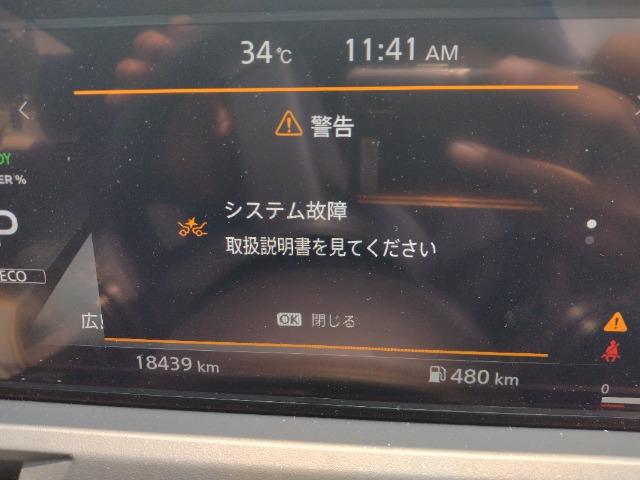 34℃ 11:41 AM
警告
システム故障
取扱説明書を見てください
ECO
OK 閉じる
18439 km
480 km
0